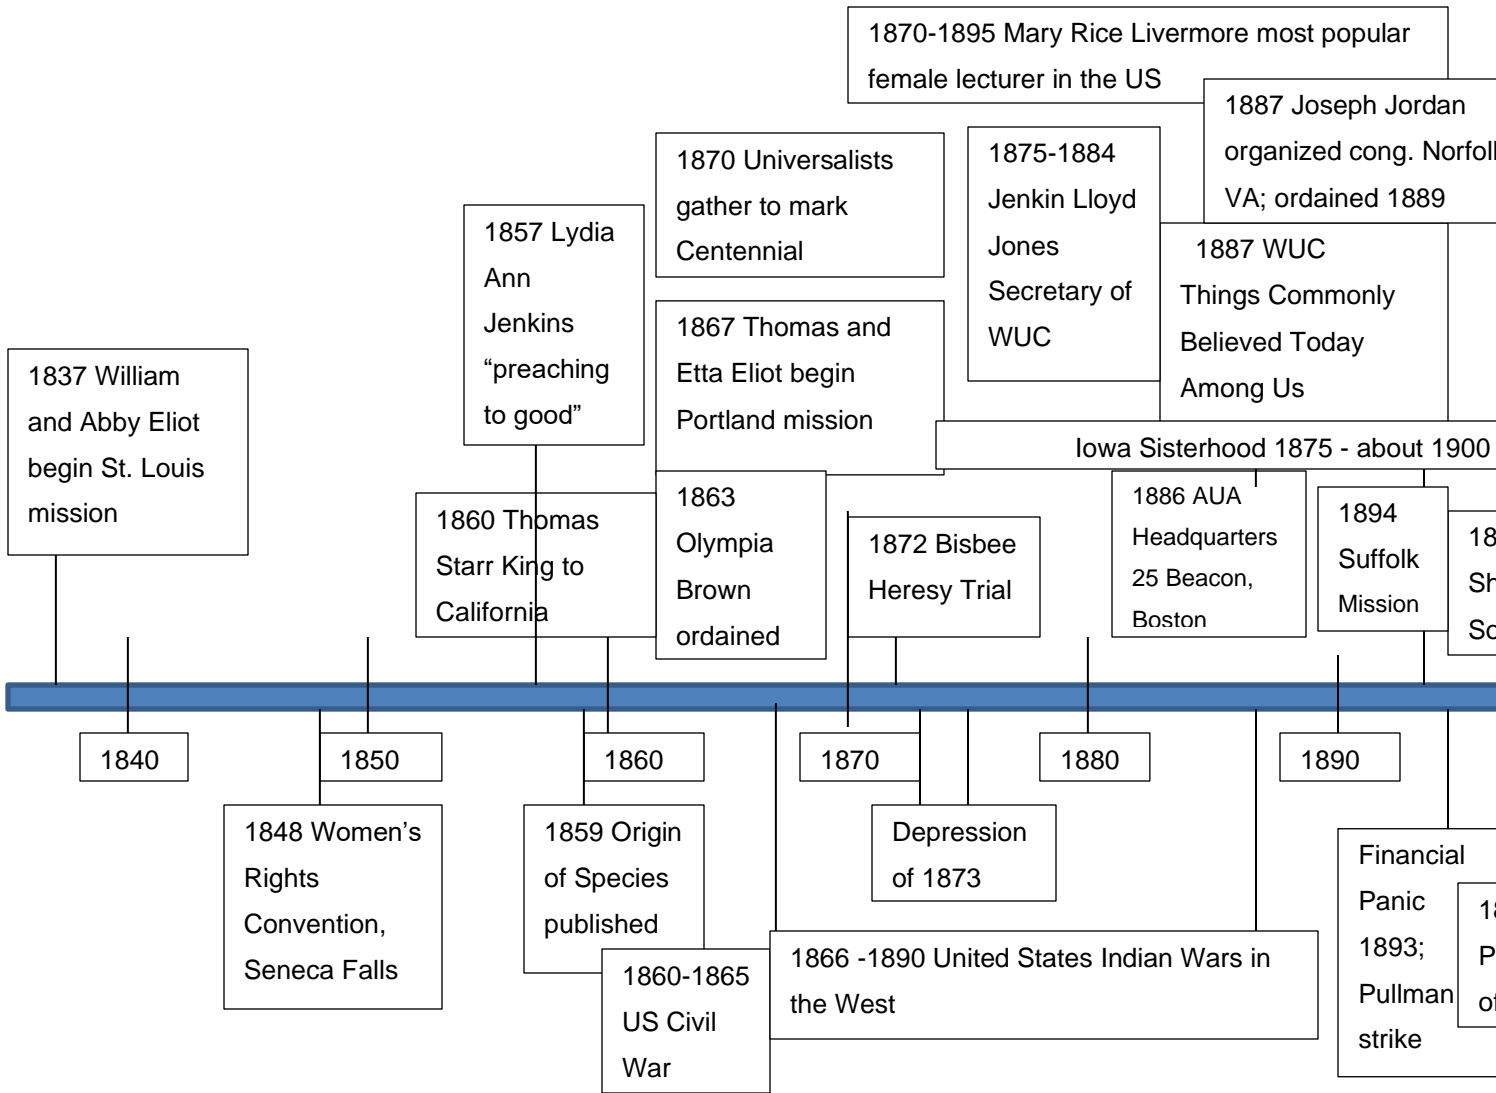 1870-1895 Mary Rice Livermore most popular
female lecturer in the US
1887 Joseph Jordan
organized cong. Norfol
VA; ordained 1889
1870 Universalists
gather to mark
Centennial
1875-1884
Jenkin Lloyd
Jones
Secretary of
WUC
1857 Lydia
Ann
Jenkins
“preaching
to good”
1887 WUC
Things Commonly
Believed Today
Among Us
1867 Thomas and
Etta Eliot begin
Portland mission
1837 William
and Abby Eliot
begin St. Louis
mission
Iowa Sisterhood 1875 - about 1900
1860 Thomas
Starr King to
California
1863
Olympia
Brown
ordained
1872 Bisbee
Heresy Trial
1886 AUA
Headquarters
25 Beacon,
Boston
1894
Suffolk
Mission
18
Sh
So
1840
1850
1860
1870
1880
1890
1848 Women’s
Rights
Convention,
Seneca Falls
1859 Origin
of Species
published
Depression
of 1873
Financial
Panic
1893;
Pullman
strike
18
P
of
1860-1865
US Civil
War
1866 -1890 United States Indian Wars in
the West